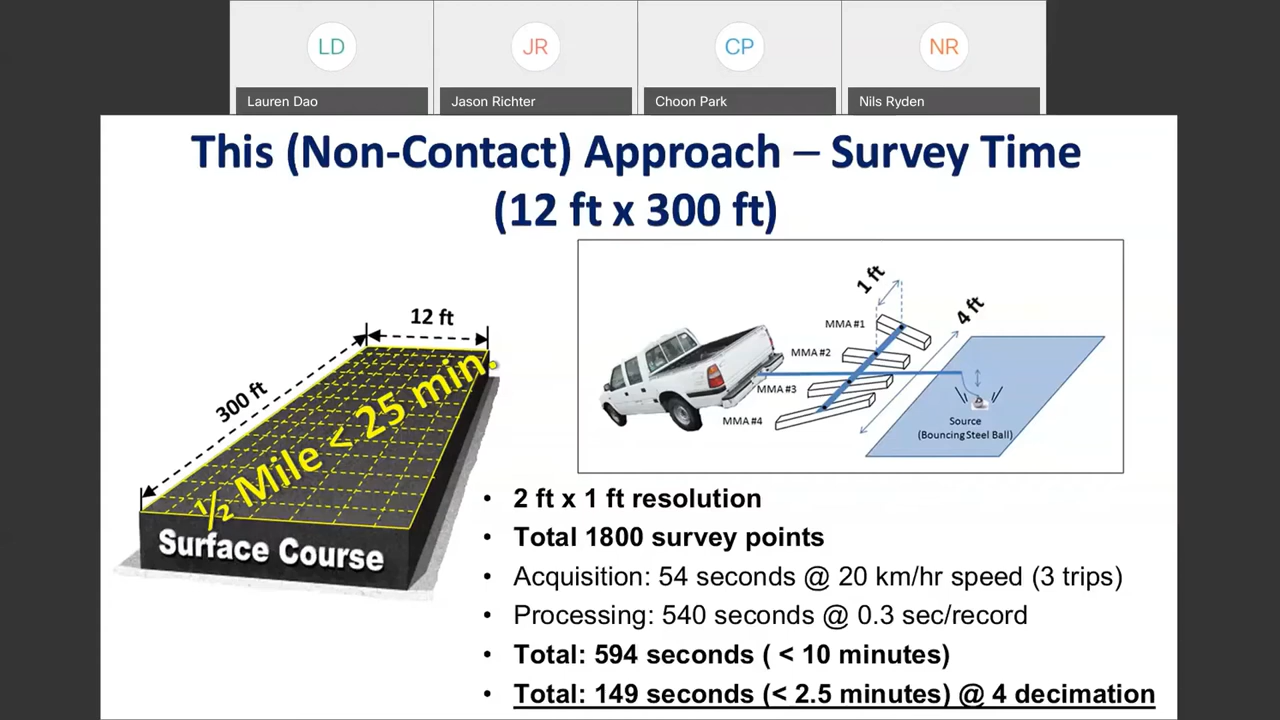 LD
JR
CP
NR
Lauren Dao
Jason Richter
Choon Park
Nils Ryden
This (Non-Contact) Approach – Survey Time
(12 ft x 300 ft)
12 ft
300 ft
½ Mile < 25 min.
Surface Course
1 ft
4 ft
MMA #1
MMA #2
MMA #3
MMA #4
Source
(Bouncing Steel Ball)
• 2 ft x 1 ft resolution
• Total 1800 survey points
• Acquisition: 54 seconds @ 20 km/hr speed (3 trips)
• Processing: 540 seconds @ 0.3 sec/record
• Total: 594 seconds ( < 10 minutes)
• Total: 149 seconds (< 2.5 minutes) @ 4 decimation